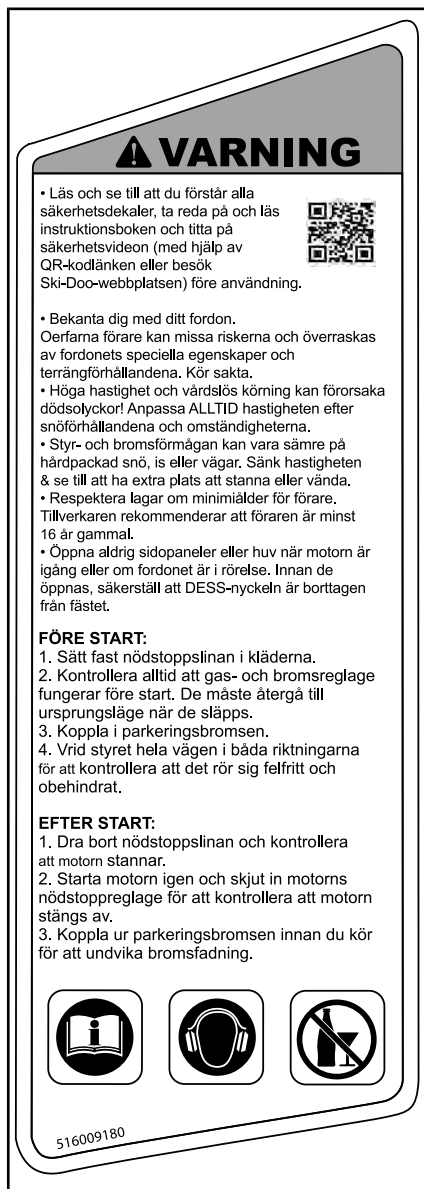 VARNING
• Läs och se till att du förstår alla
säkerhetsdekaler, ta reda på och läs
instruktionsboken och titta på
säkerhetsvideon (med hjälp av
QR-kodlänken eller besök
Ski-Doo-webbplatsen) före användning.
• Bekanta dig med ditt fordon.
Oerfarna förare kan missa riskerna och överraskas
av fordonets speciella egenskaper och
terrängförhållandena. Kör sakta.
• Höga hastighet och vårdslös körning kan förorsaka
dödsolyckor! Anpassa ALLTID hastigheten efter
snöförhållandena och omständigheterna.
• Styr- och bromsförmågan kan vara sämre på
hårdpackad snö, is eller vägar. Sänk hastigheten
& se till att ha extra plats att stanna eller vända.
• Respektera lagar om minimiålder för förare.
Tillverkaren rekommenderar att föraren är minst
16 år gammal.
• Öppna aldrig sidopaneler eller huv när motorn är
igång eller om fordonet är i rörelse. Innan de
öppnas, säkerställ att DESS-nyckeln är borttagen
från fästet.
FÖRE START:
1. Sätt fast nödstoppslinan i kläderna.
2. Kontrollera alltid att gas- och bromsreglage
fungerar före start. De måste återgå till
ursprungsläge när de släpps.
3. Koppla i parkeringsbromsen.
4. Vrid styret hela vägen i båda riktningarna
för att kontrollera att det rör sig felfritt och
obehindrat.
EFTER START:
1. Dra bort nödstoppslinan och kontrollera
att motorn stannar.
2. Starta motorn igen och skjut in motorns
nödstoppreglage för att kontrollera att motorn
stängs av.
3. Koppla ur parkeringsbromsen innan du kör
för att undvika bromsfadning.
516009180